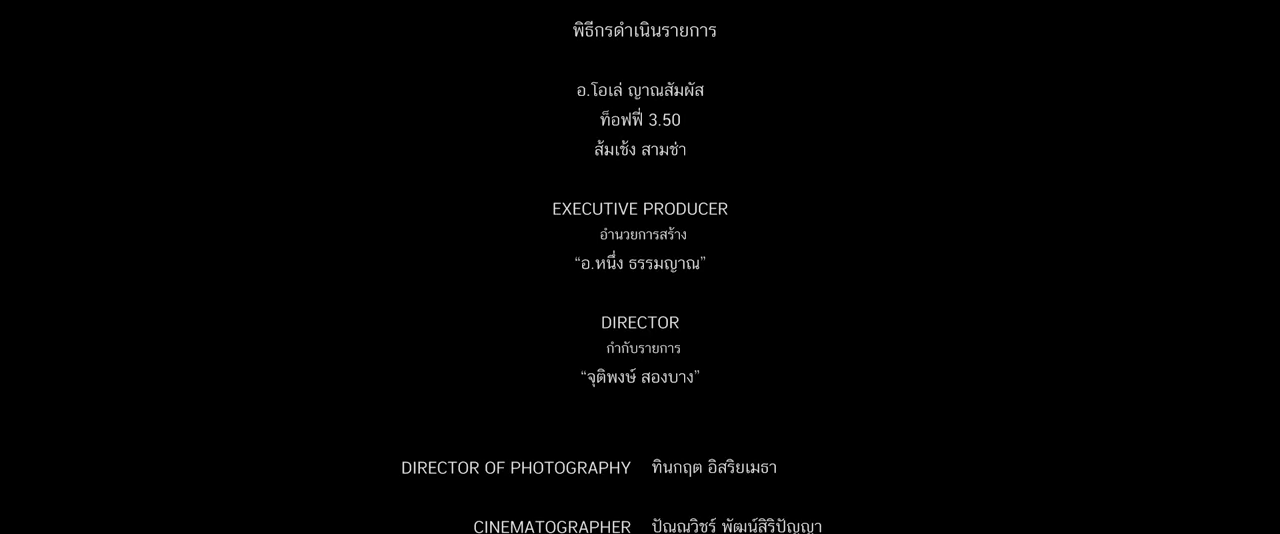 พิธีกรดำเนินรายการ
อ.โอเล่ ญาณสัมผัส
ท็อฟฟี่ 3.50
ส้มเช้ง สามช่า
EXECUTIVE PRODUCER
อำนวยการสร้าง
“อ.หนึ่ง ธรรมญาณ”
DIRECTOR
กำกับรายการ
“จุติพงษ์ สองบาง”
DIRECTOR OF PHOTOGRAPHY ทินกฤต อิสริยเมธา
CINEMATOGRAPHER ปัณณวิชร์ พัฒน์สิริปัญญา